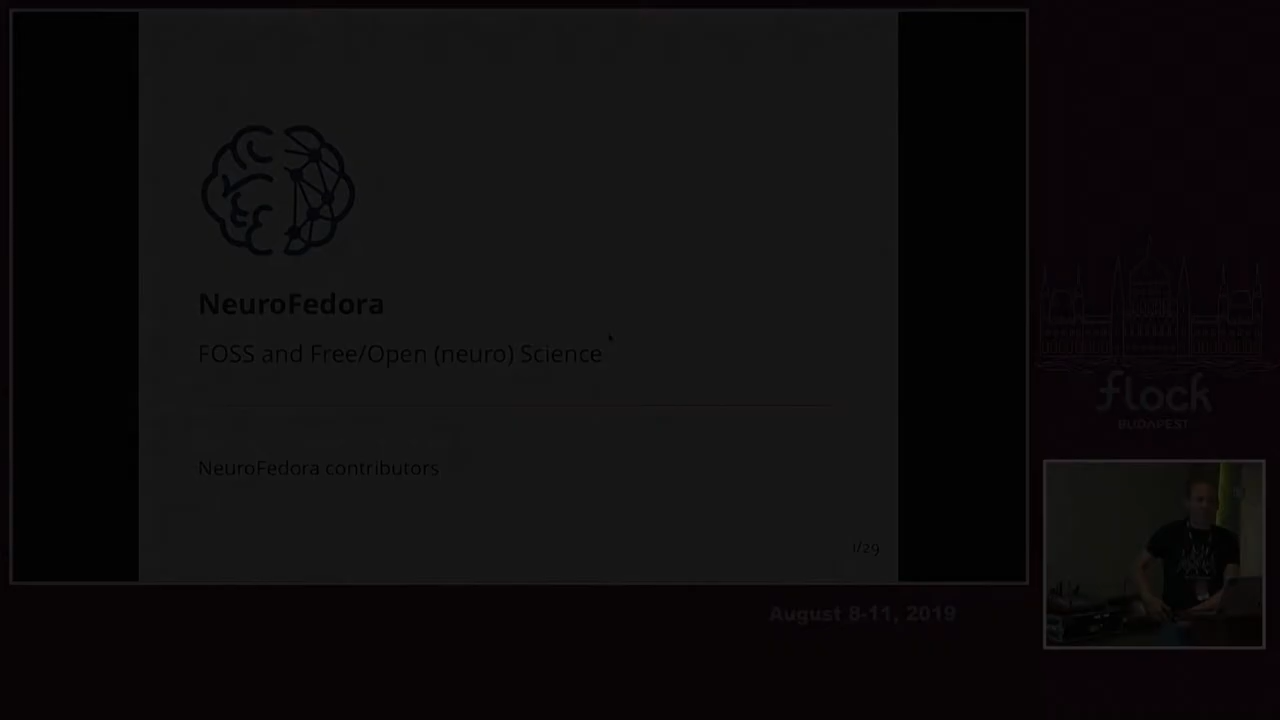 NeuroFedora
FOSS and Free/Open (neuro) Science
NeuroFedora contributors
1/29
flock
BUDAPEST
August 8-11, 2019